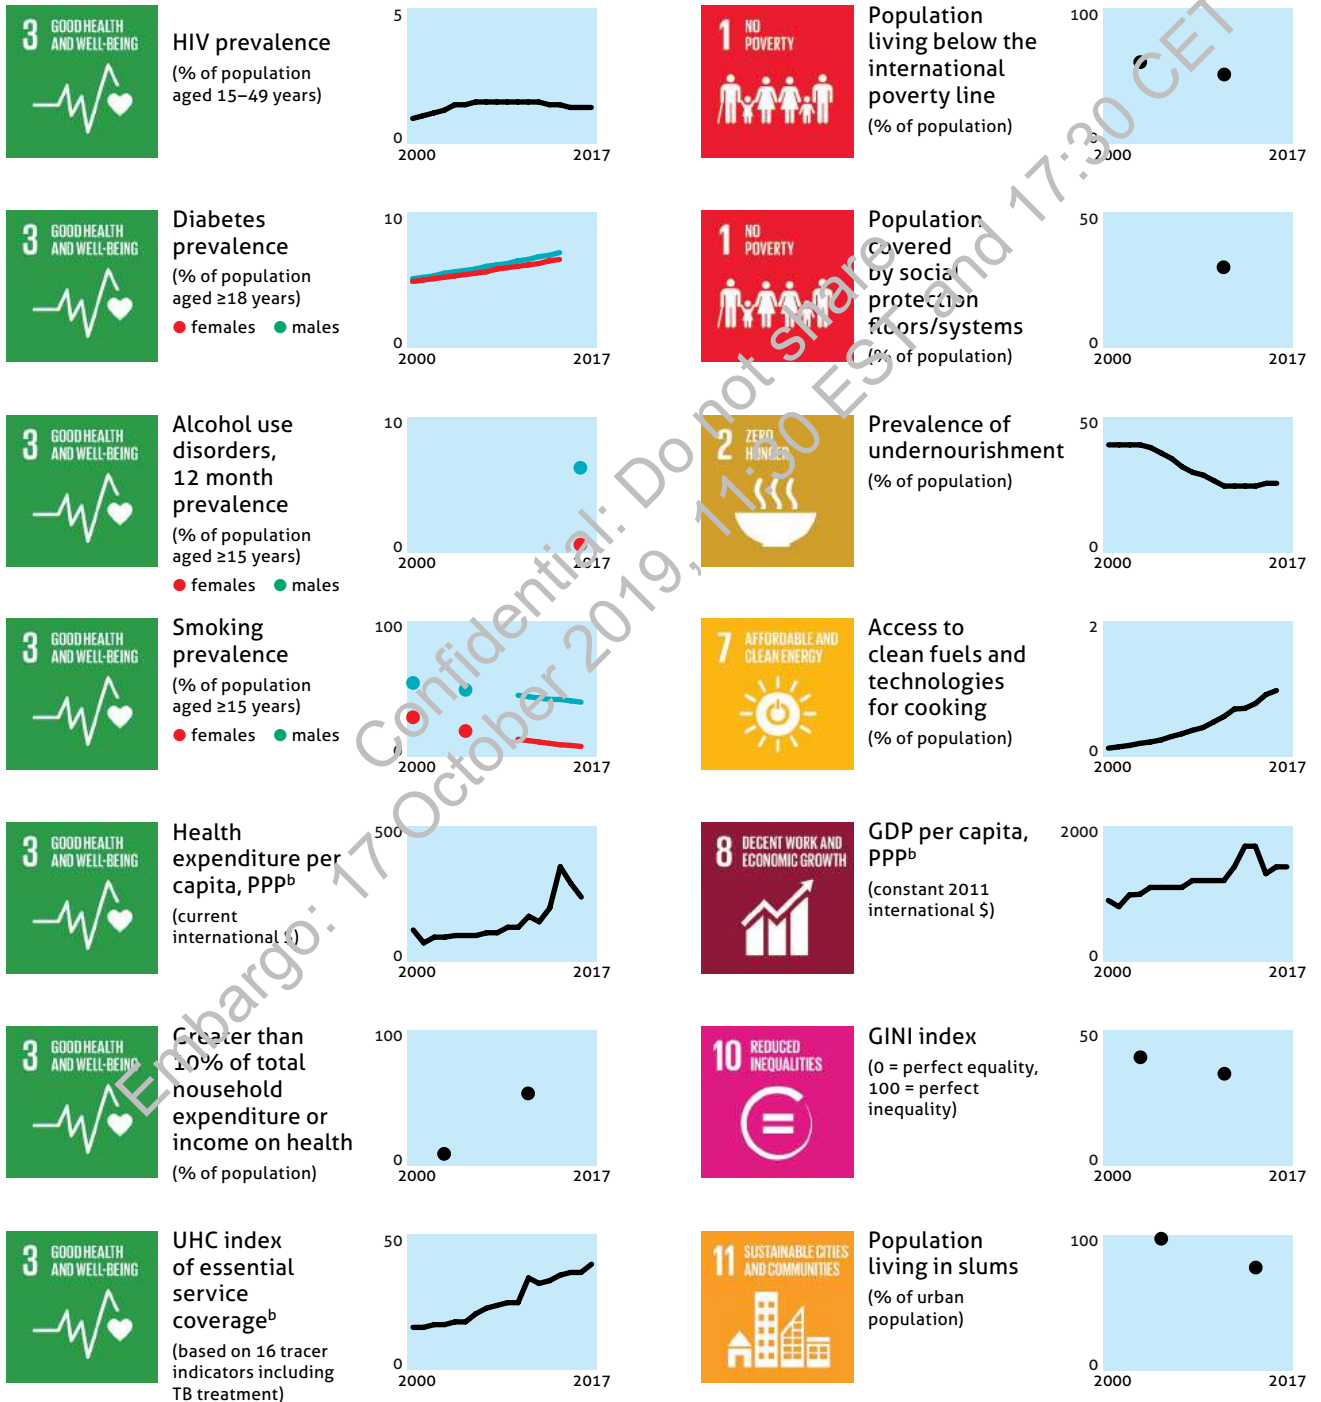 3 GOOD HEALTH
AND WELL-BEING
HIV prevalence
(% of population
aged 15–49 years)
5
0
2000 2017
3 GOOD HEALTH
AND WELL-BEING
Diabetes
prevalence
(% of population
aged ≥18 years)
females males
10
0
2000 2017
3 GOOD HEALTH
AND WELL-BEING
Alcohol use
disorders,
12 month
prevalence
(% of population
aged ≥15 years)
females males
10
0
2000 2017
3 GOOD HEALTH
AND WELL-BEING
Smoking
prevalence
(% of population
aged ≥15 years)
females males
100
0
2000 2017
3 GOOD HEALTH
AND WELL-BEING
Health
expenditure per
capita, PPPᵇ
(current
international $)
500
0
2000 2017
3 GOOD HEALTH
AND WELL-BEING
Greater than
10% of total
household
expenditure or
income on health
(% of population)
100
0
2000 2017
3 GOOD HEALTH
AND WELL-BEING
UHC index
of essential
service
coverageᵇ
(based on 16 tracer
indicators including
TB treatment)
50
0
2000 2017
1 NO
POVERTY
Population
living below the
international
poverty line
(% of population)
100
0
2000 2017
1 NO
POVERTY
Population
covered
by social
protection
floors/systems
(% of population)
50
0
2000 2017
2 ZERO
HUNGER
Prevalence of
undernourishment
(% of population)
50
0
2000 2017
7 AFFORDABLE AND
CLEAN ENERGY
Access to
clean fuels and
technologies
for cooking
(% of population)
2
0
2000 2017
8 DECENT WORK AND
ECONOMIC GROWTH
GDP per capita,
PPPᵇ
(constant 2011
international $)
2000
0
2000 2017
10 REDUCED
INEQUALITIES
GINI index
(0 = perfect equality,
100 = perfect
inequality)
50
0
2000 2017
11 SUSTAINABLE CITIES
AND COMMUNITIES
Population
living in slums
(% of urban
population)
100
0
2000 2017
Confidential: Do not share
Embargo: 17 October 2019, 11:30 EST and 17:30 CET